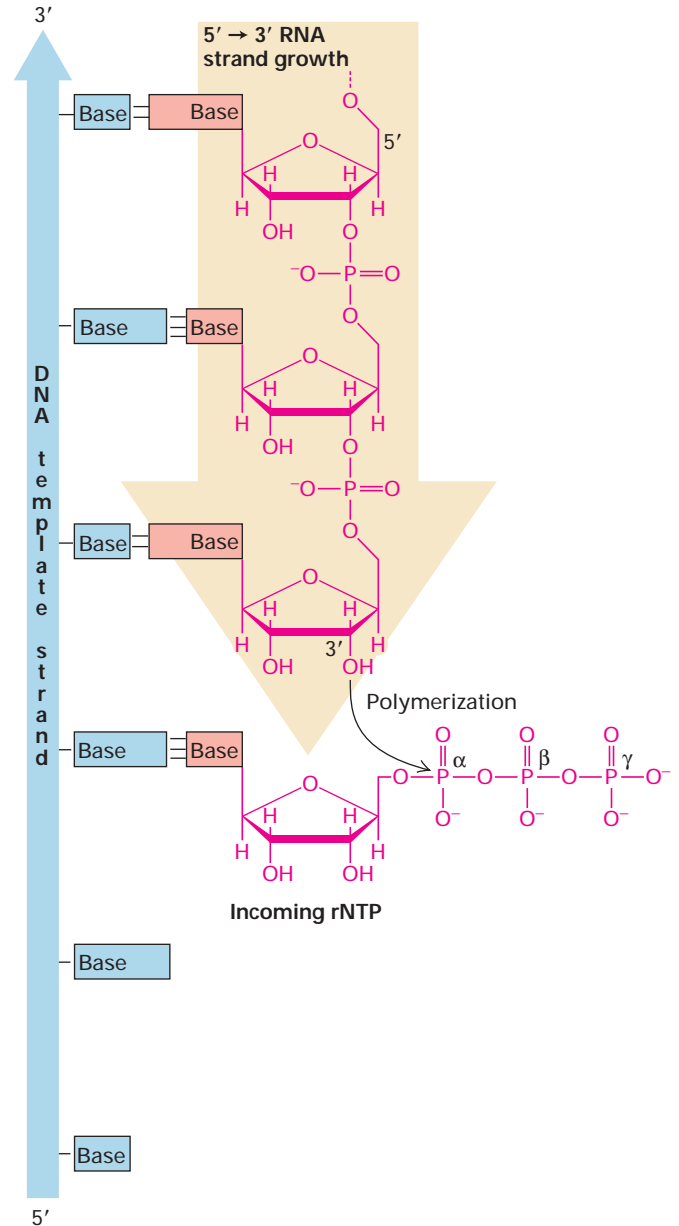 3′
5′ → 3′ RNA
strand growth
O
Base Base
5′
O
H H
H H
OH O
⁻O—P=O
O
Base Base
O
H H
H H
OH O
⁻O—P=O
O
Base Base
O
H H
H 3′ H
OH OH
Polymerization
DNA template strand
O O O
Base Base
O—P α—O—P β—O—P γ—O⁻
O O⁻ O⁻ O⁻
H H
H H
OH OH
Incoming rNTP
Base
Base
5′